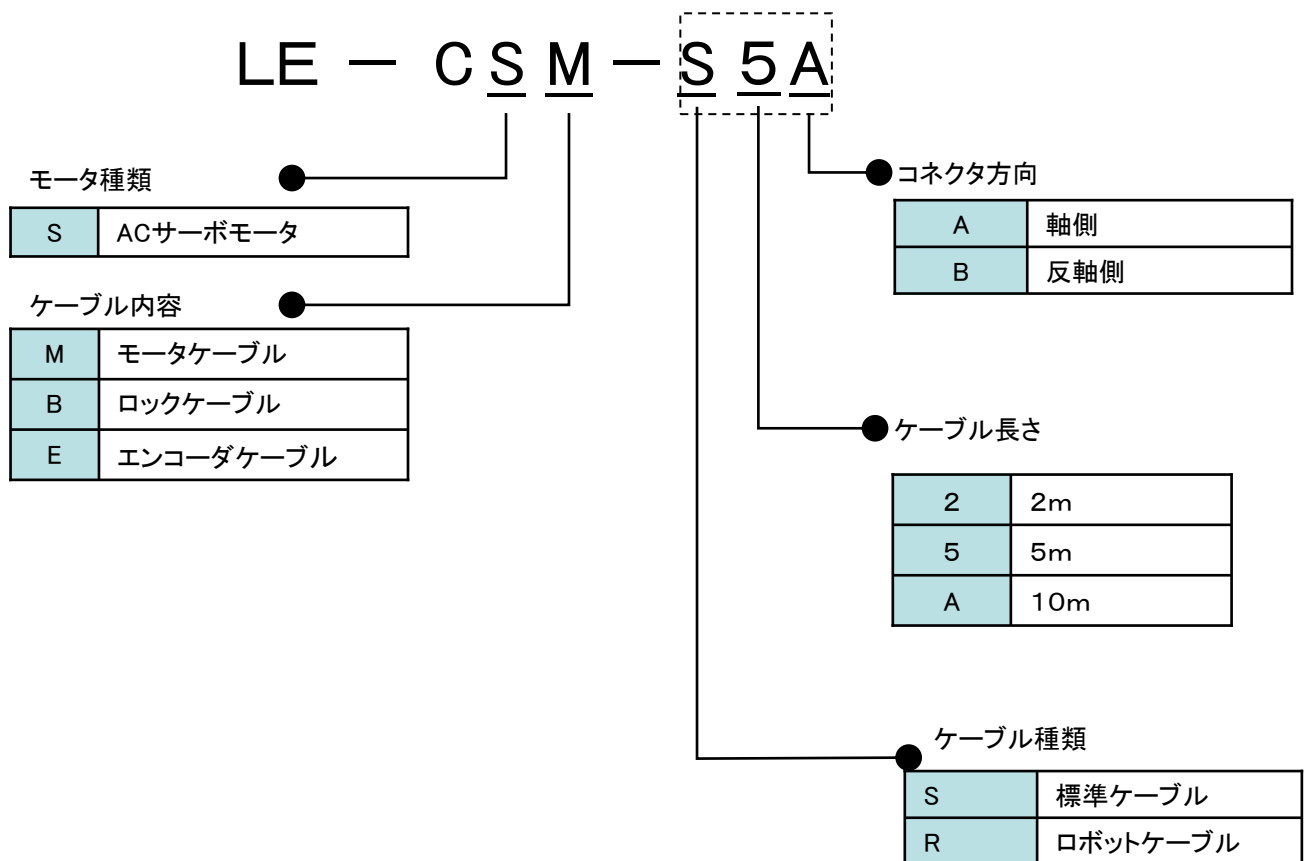 LE － CSM－S5A
モータ種類
S ACサーボモータ
ケーブル内容
M モータケーブル
B ロックケーブル
E エンコーダケーブル
コネクタ方向
A 軸側
B 反軸側
ケーブル長さ
2 2m
5 5m
A 10m
ケーブル種類
S 標準ケーブル
R ロボットケーブル